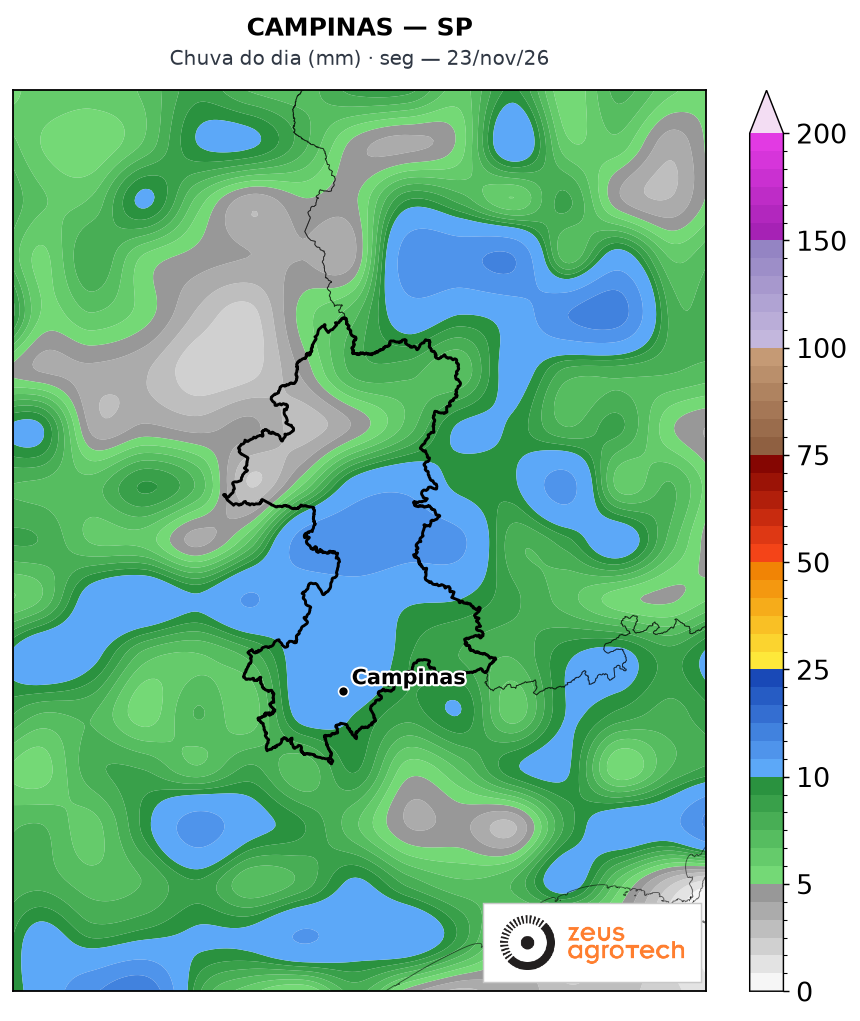 CAMPINAS — SP
Chuva do dia (mm) · seg — 23/nov/26
200
150
100
75
50
25
10
5
0
Campinas
zeus
agrotech